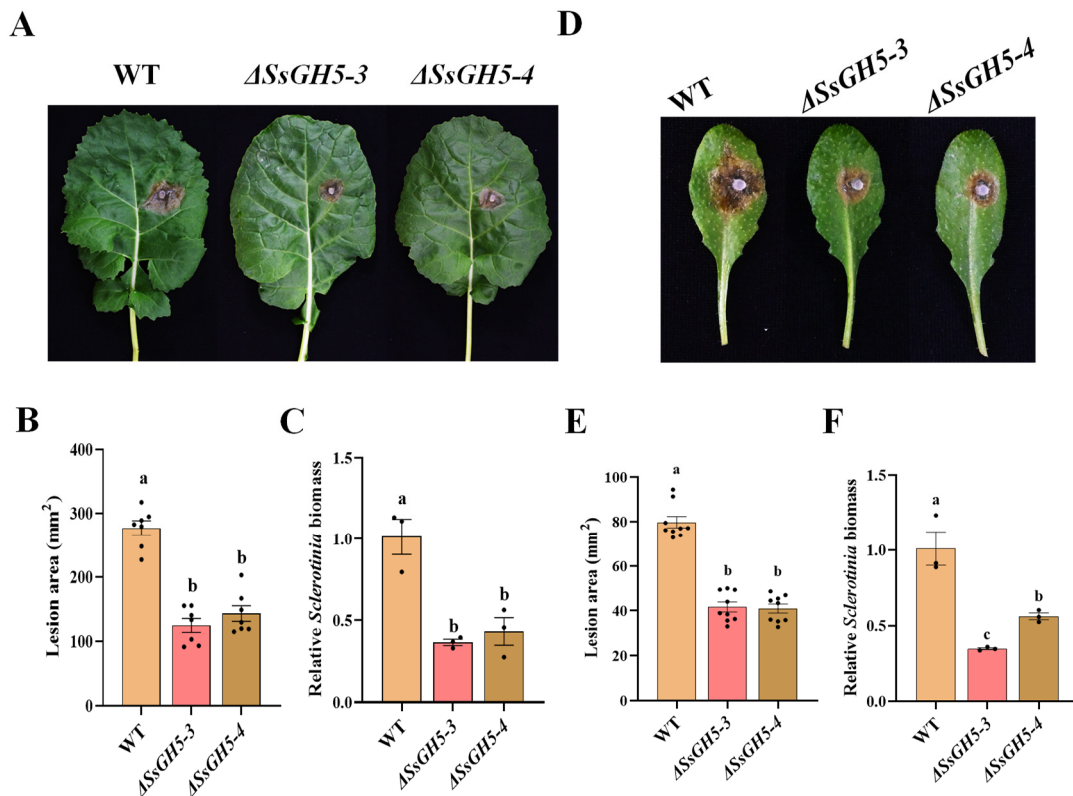 A
WT ΔSsGH5-3 ΔSsGH5-4
D
WT ΔSsGH5-3 ΔSsGH5-4
B
Lesion area (mm²)
400
300
200
100
0
a
b
b
WT
ΔSsGH5-3
ΔSsGH5-4
C
Relative Sclerotinia biomass
1.5
1.0
0.5
0.0
a
b
b
WT
ΔSsGH5-3
ΔSsGH5-4
E
Lesion area (mm²)
100
80
60
40
20
0
a
b
b
WT
ΔSsGH5-3
ΔSsGH5-4
F
Relative Sclerotinia biomass
1.5
1.0
0.5
0.0
a
c
b
WT
ΔSsGH5-3
ΔSsGH5-4